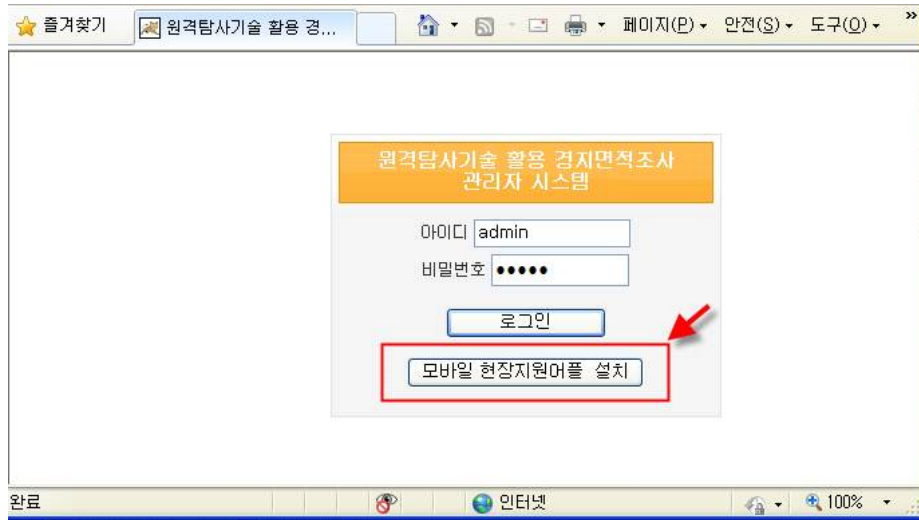 즐겨찾기 원격탐사기술 활용 경... 페이지(P) 안전(S) 도구(O) »
원격탐사기술 활용 경지면적조사
관리자 시스템
아이디 admin
비밀번호 ●●●●●
로그인
모바일 현장지원어플 설치
완료 인터넷 100%